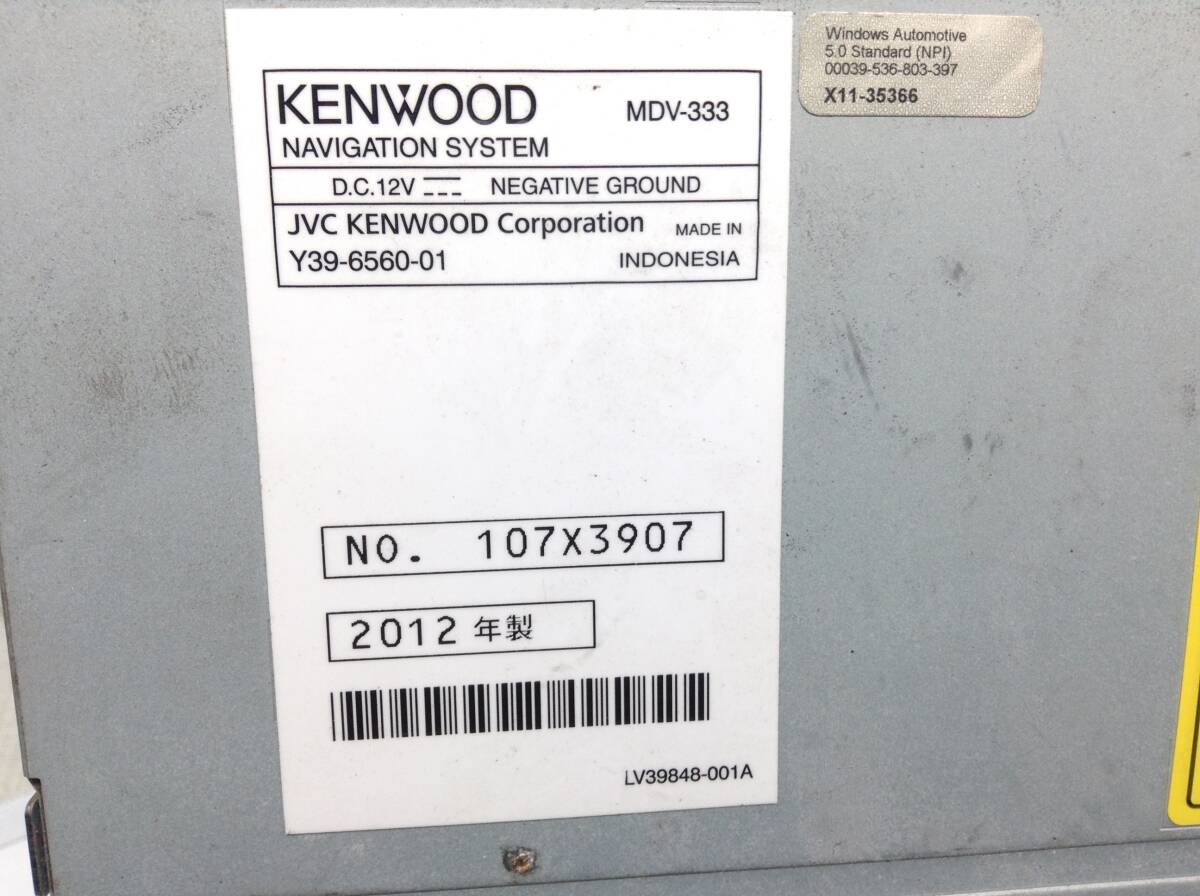 KENWOOD MDV-333
NAVIGATION SYSTEM
D.C.12V NEGATIVE GROUND
JVC KENWOOD Corporation MADE IN
Y39-6560-01 INDONESIA
NO. 107X3907
2012 年製
LV39848-001A
Windows Automotive
5.0 Standard (NPI)
00039-536-803-397
X11-35366